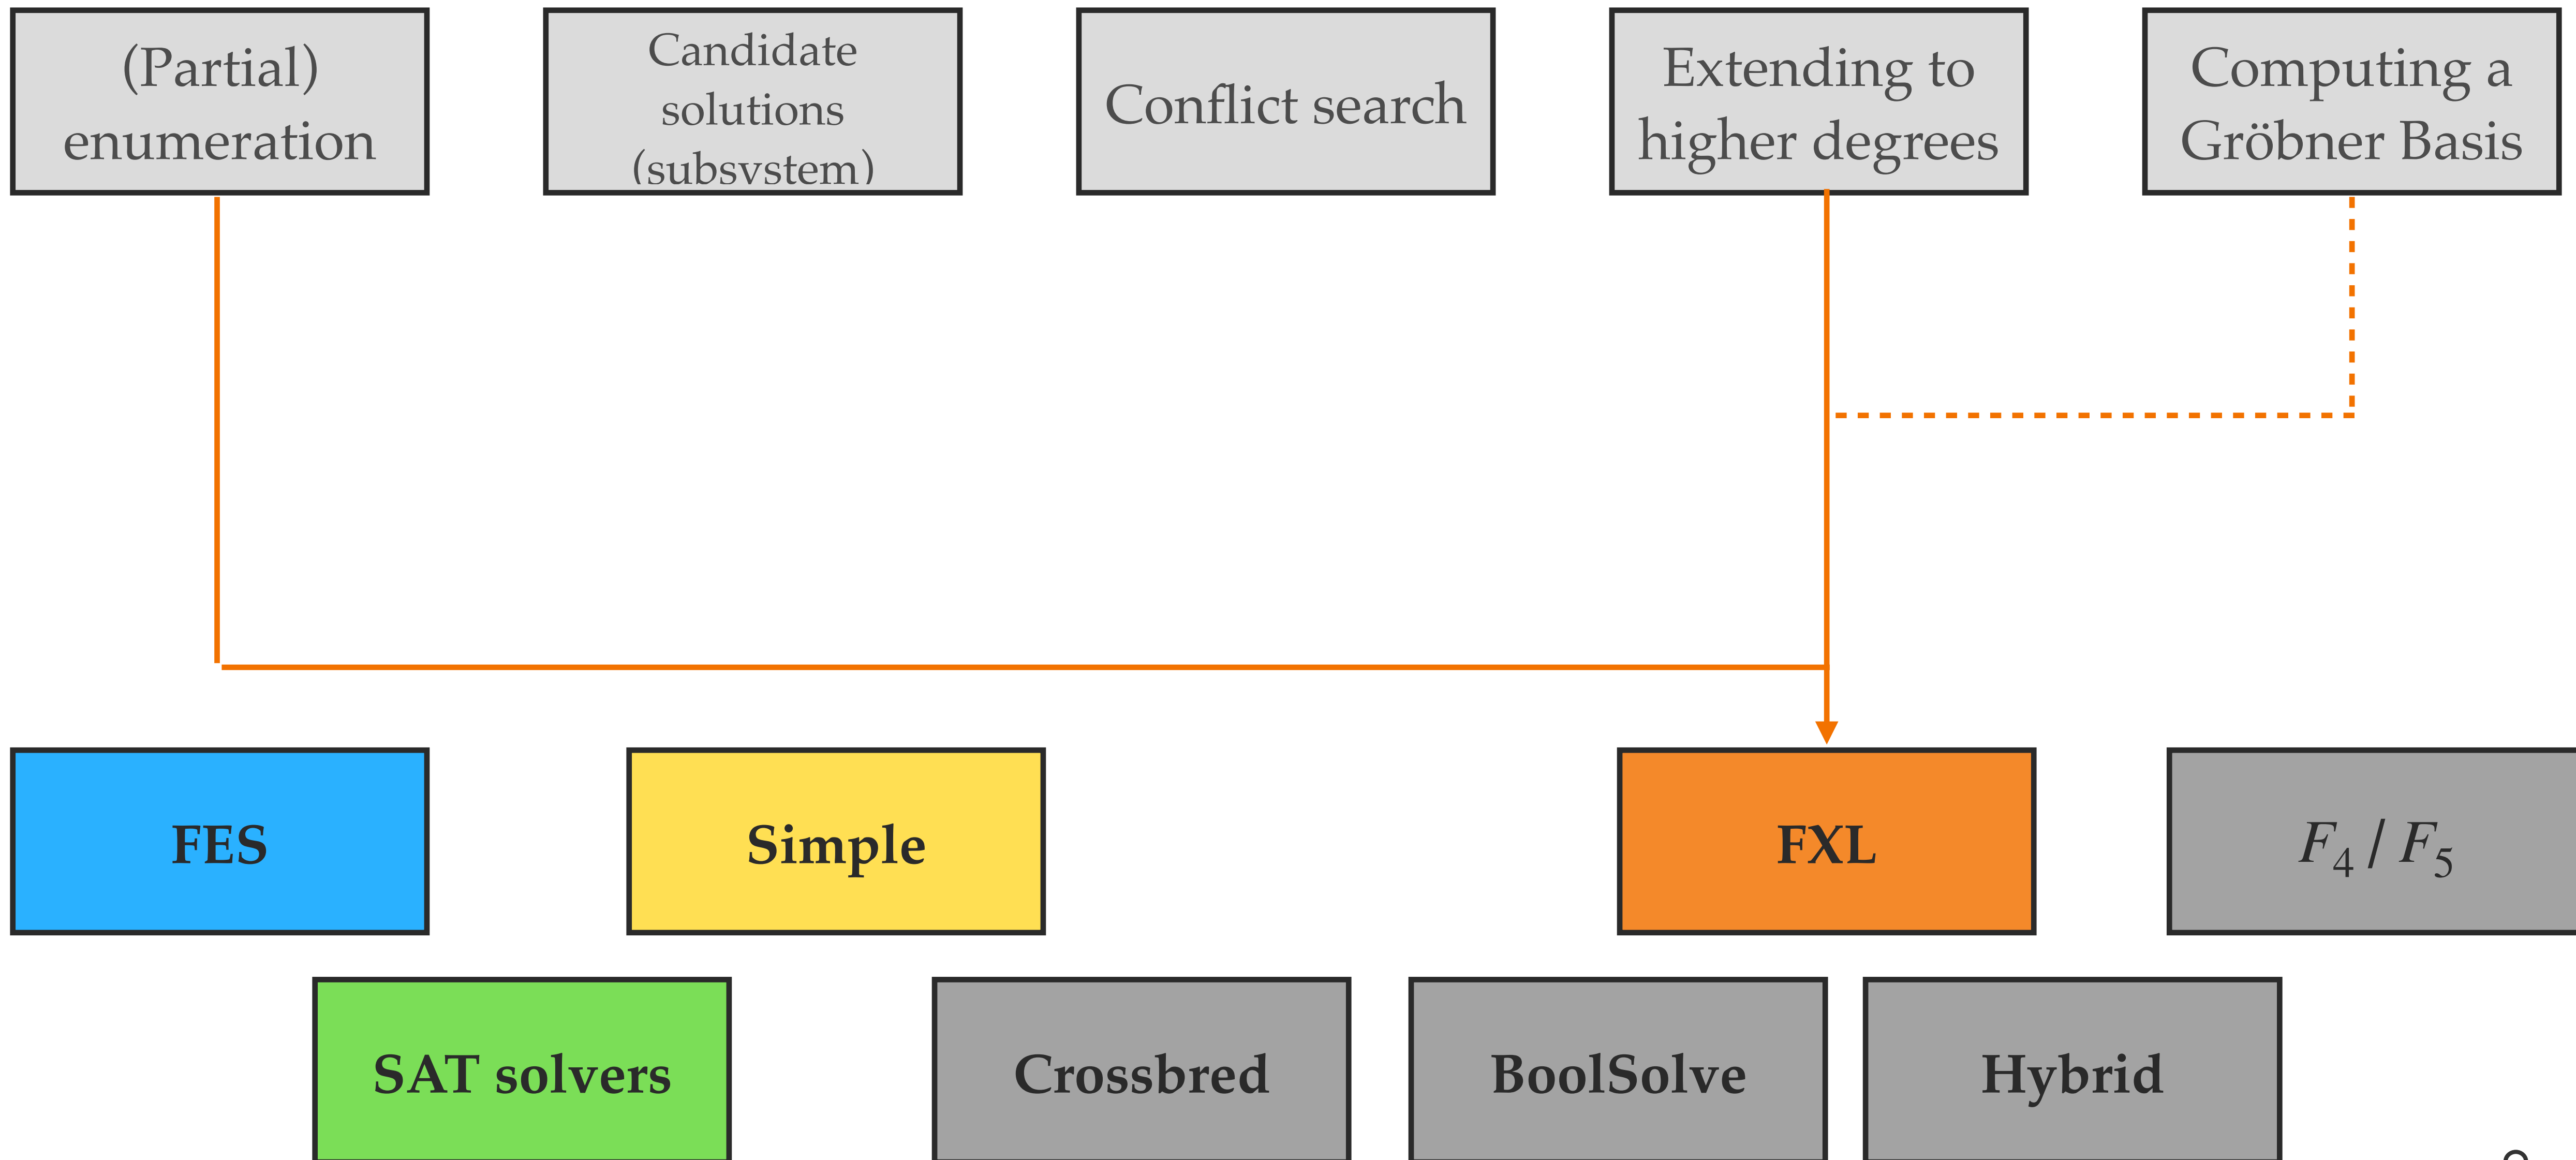 (Partial)
enumeration
Candidate
solutions
(subsystem)
Conflict search
Extending to
higher degrees
Computing a
Gröbner Basis
FES
Simple
FXL
F₄ / F₅
SAT solvers
Crossbred
BoolSolve
Hybrid